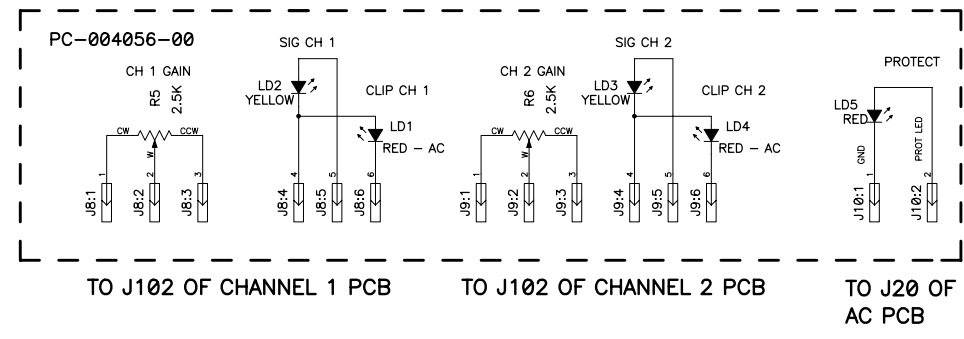 PC-004056-00
SIG CH 1
SIG CH 2
PROTECT
CH 1 GAIN
R5
2.5K
LD2
YELLOW
CLIP CH 1
LD1
RED - AC
CH 2 GAIN
R6
2.5K
LD3
YELLOW
CLIP CH 2
LD4
RED - AC
LD5
RED
GND
PROT LED
CW
CCW
W
CW
CCW
W
1
2
3
4
5
6
1
2
3
4
5
6
1
2
J8:1
J8:2
J8:3
J8:4
J8:5
J8:6
J9:1
J9:2
J9:3
J9:4
J9:5
J9:6
J10:1
J10:2
TO J102 OF CHANNEL 1 PCB
TO J102 OF CHANNEL 2 PCB
TO J20 OF
AC PCB